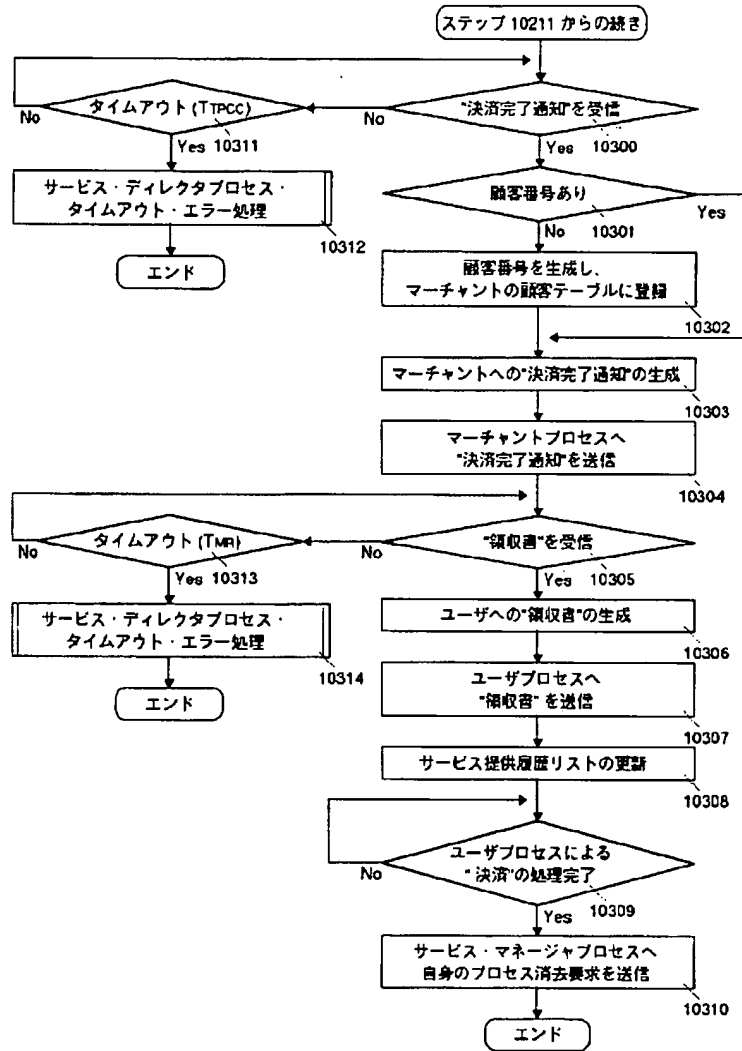 ステップ 10211 からの続き
タイムアウト (TTPCC)
10311
No
Yes
"決済完了通知"を受信
10300
No
Yes
サービス・ディレクタプロセス・
タイムアウト・エラー処理
10312
エンド
顧客番号あり
10301
Yes
No
顧客番号を生成し、
マーチャントの顧客テーブルに登録
10302
マーチャントへの"決済完了通知"の生成
10303
マーチャントプロセスへ
"決済完了通知"を送信
10304
タイムアウト (TMR)
10313
No
Yes
"領収書"を受信
10305
No
Yes
サービス・ディレクタプロセス・
タイムアウト・エラー処理
10314
エンド
ユーザへの"領収書"の生成
10306
ユーザプロセスへ
"領収書" を送信
10307
サービス提供履歴リストの更新
10308
ユーザプロセスによる
"決済"の処理完了
10309
No
Yes
サービス・マネージャプロセスへ
自身のプロセス消去要求を送信
10310
エンド